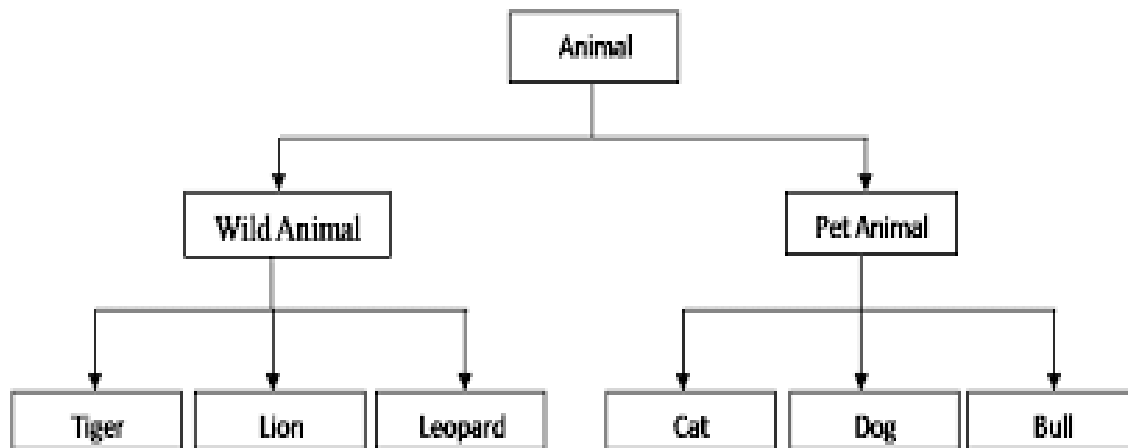 Animal
Wild Animal
Pet Animal
Tiger
Lion
Leopard
Cat
Dog
Bull